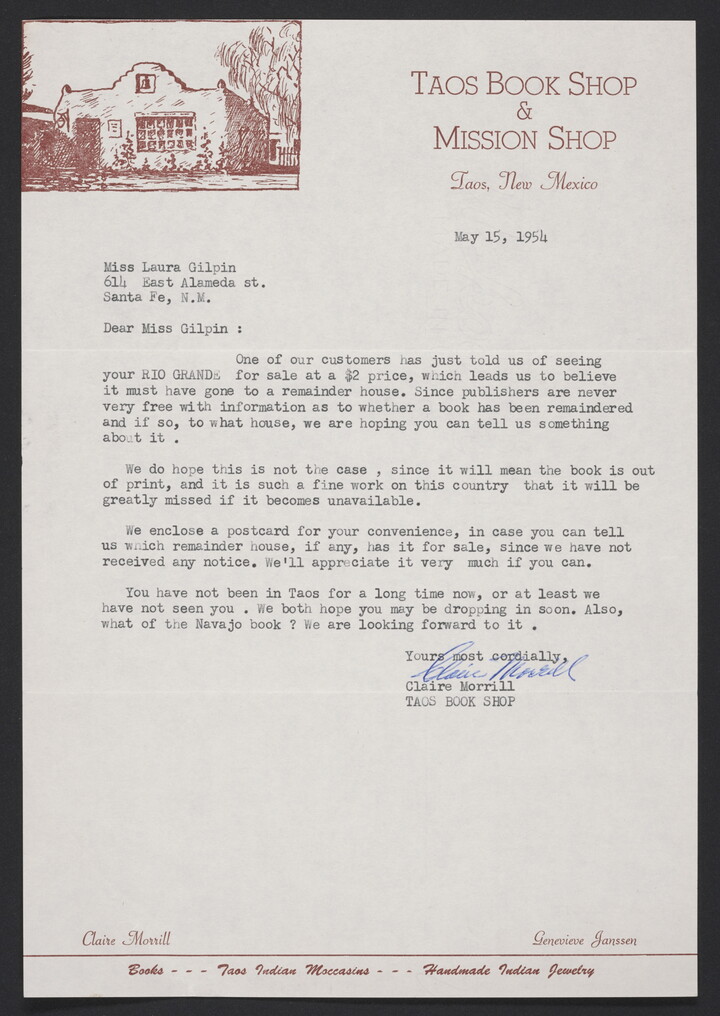 TAOS BOOK SHOP
&
MISSION SHOP
Taos, New Mexico
May 15, 1954
Miss Laura Gilpin
614 East Alameda st.
Santa Fe, N.M.
Dear Miss Gilpin :
One of our customers has just told us of seeing
your RIO GRANDE for sale at a $2 price, which leads us to believe
it must have gone to a remainder house. Since publishers are never
very free with information as to whether a book has been remaindered
and if so, to what house, we are hoping you can tell us something
about it .
We do hope this is not the case , since it will mean the book is out
of print, and it is such a fine work on this country that it will be
greatly missed if it becomes unavailable.
We enclose a postcard for your convenience, in case you can tell
us which remainder house, if any, has it for sale, since we have not
received any notice. We'll appreciate it very much if you can.
You have not been in Taos for a long time now, or at least we
have not seen you . We both hope you may be dropping in soon. Also,
what of the Navajo book ? We are looking forward to it .
Yours most cordially,
Claire Morrill
Claire Morrill
TAOS BOOK SHOP
Claire Morrill Genevieve Janssen
Books - - - Taos Indian Moccasins - - - Handmade Indian Jewelry